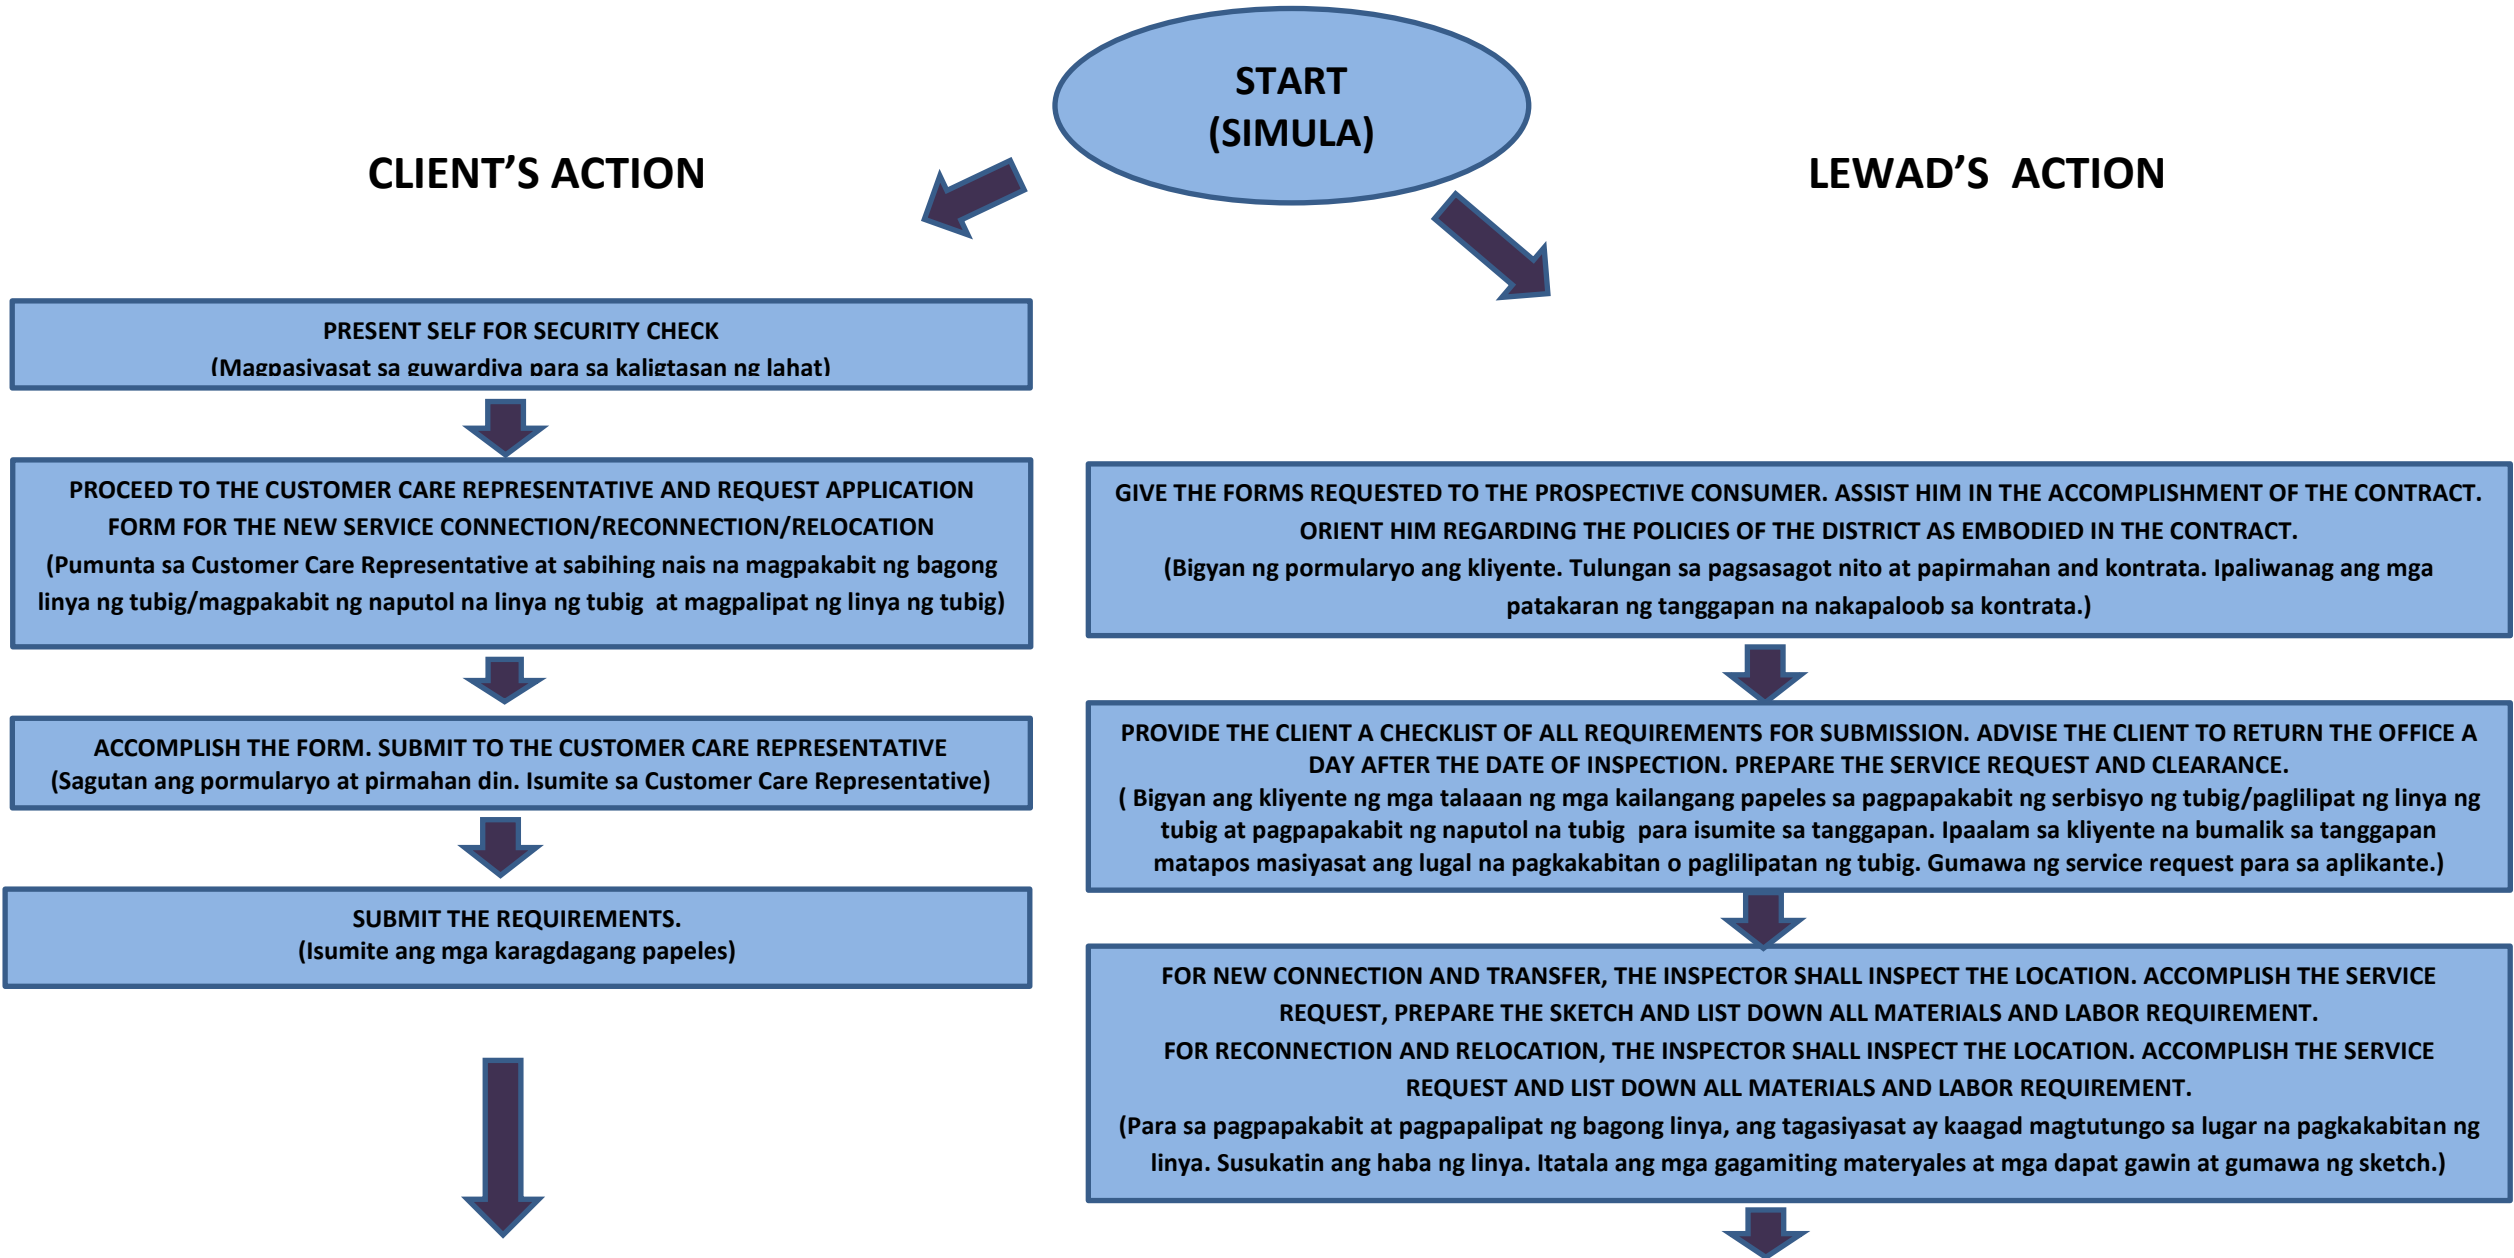 START
(SIMULA)
CLIENT’S ACTION
LEWAD’S  ACTION
PRESENT SELF FOR SECURITY CHECK
(Magpasiyasat sa guwardiya para sa kaligtasan ng lahat)
PROCEED TO THE CUSTOMER CARE REPRESENTATIVE AND REQUEST APPLICATION
FORM FOR THE NEW SERVICE CONNECTION/RECONNECTION/RELOCATION
(Pumunta sa Customer Care Representative at sabihing nais na magpakabit ng bagong
linya ng tubig/magpakabit ng naputol na linya ng tubig  at magpalipat ng linya ng tubig)
ACCOMPLISH THE FORM. SUBMIT TO THE CUSTOMER CARE REPRESENTATIVE
(Sagutan ang pormularyo at pirmahan din. Isumite sa Customer Care Representative)
SUBMIT THE REQUIREMENTS.
(Isumite ang mga karagdagang papeles)
GIVE THE FORMS REQUESTED TO THE PROSPECTIVE CONSUMER. ASSIST HIM IN THE ACCOMPLISHMENT OF THE CONTRACT.
ORIENT HIM REGARDING THE POLICIES OF THE DISTRICT AS EMBODIED IN THE CONTRACT.
(Bigyan ng pormularyo ang kliyente. Tulungan sa pagsasagot nito at papirmahan and kontrata. Ipaliwanag ang mga
patakaran ng tanggapan na nakapaloob sa kontrata.)
PROVIDE THE CLIENT A CHECKLIST OF ALL REQUIREMENTS FOR SUBMISSION. ADVISE THE CLIENT TO RETURN THE OFFICE A
DAY AFTER THE DATE OF INSPECTION. PREPARE THE SERVICE REQUEST AND CLEARANCE.
( Bigyan ang kliyente ng mga talaaan ng mga kailangang papeles sa pagpapakabit ng serbisyo ng tubig/paglilipat ng linya ng
tubig at pagpapakabit ng naputol na tubig  para isumite sa tanggapan. Ipaalam sa kliyente na bumalik sa tanggapan
matapos masiyasat ang lugal na pagkakabitan o paglilipatan ng tubig. Gumawa ng service request para sa aplikante.)
FOR NEW CONNECTION AND TRANSFER, THE INSPECTOR SHALL INSPECT THE LOCATION. ACCOMPLISH THE SERVICE
REQUEST, PREPARE THE SKETCH AND LIST DOWN ALL MATERIALS AND LABOR REQUIREMENT.
FOR RECONNECTION AND RELOCATION, THE INSPECTOR SHALL INSPECT THE LOCATION. ACCOMPLISH THE SERVICE
REQUEST AND LIST DOWN ALL MATERIALS AND LABOR REQUIREMENT.
(Para sa pagpapakabit at pagpapalipat ng bagong linya, ang tagasiyasat ay kaagad magtutungo sa lugar na pagkakabitan ng
linya. Susukatin ang haba ng linya. Itatala ang mga gagamiting materyales at mga dapat gawin at gumawa ng sketch.)